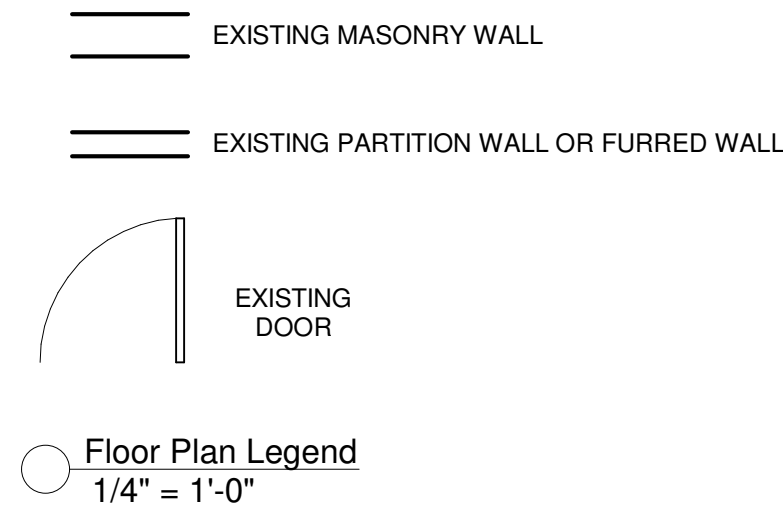 EXISTING MASONRY WALL
EXISTING PARTITION WALL OR FURRED WALL
EXISTING
DOOR
Floor Plan Legend
1/4" = 1'-0"